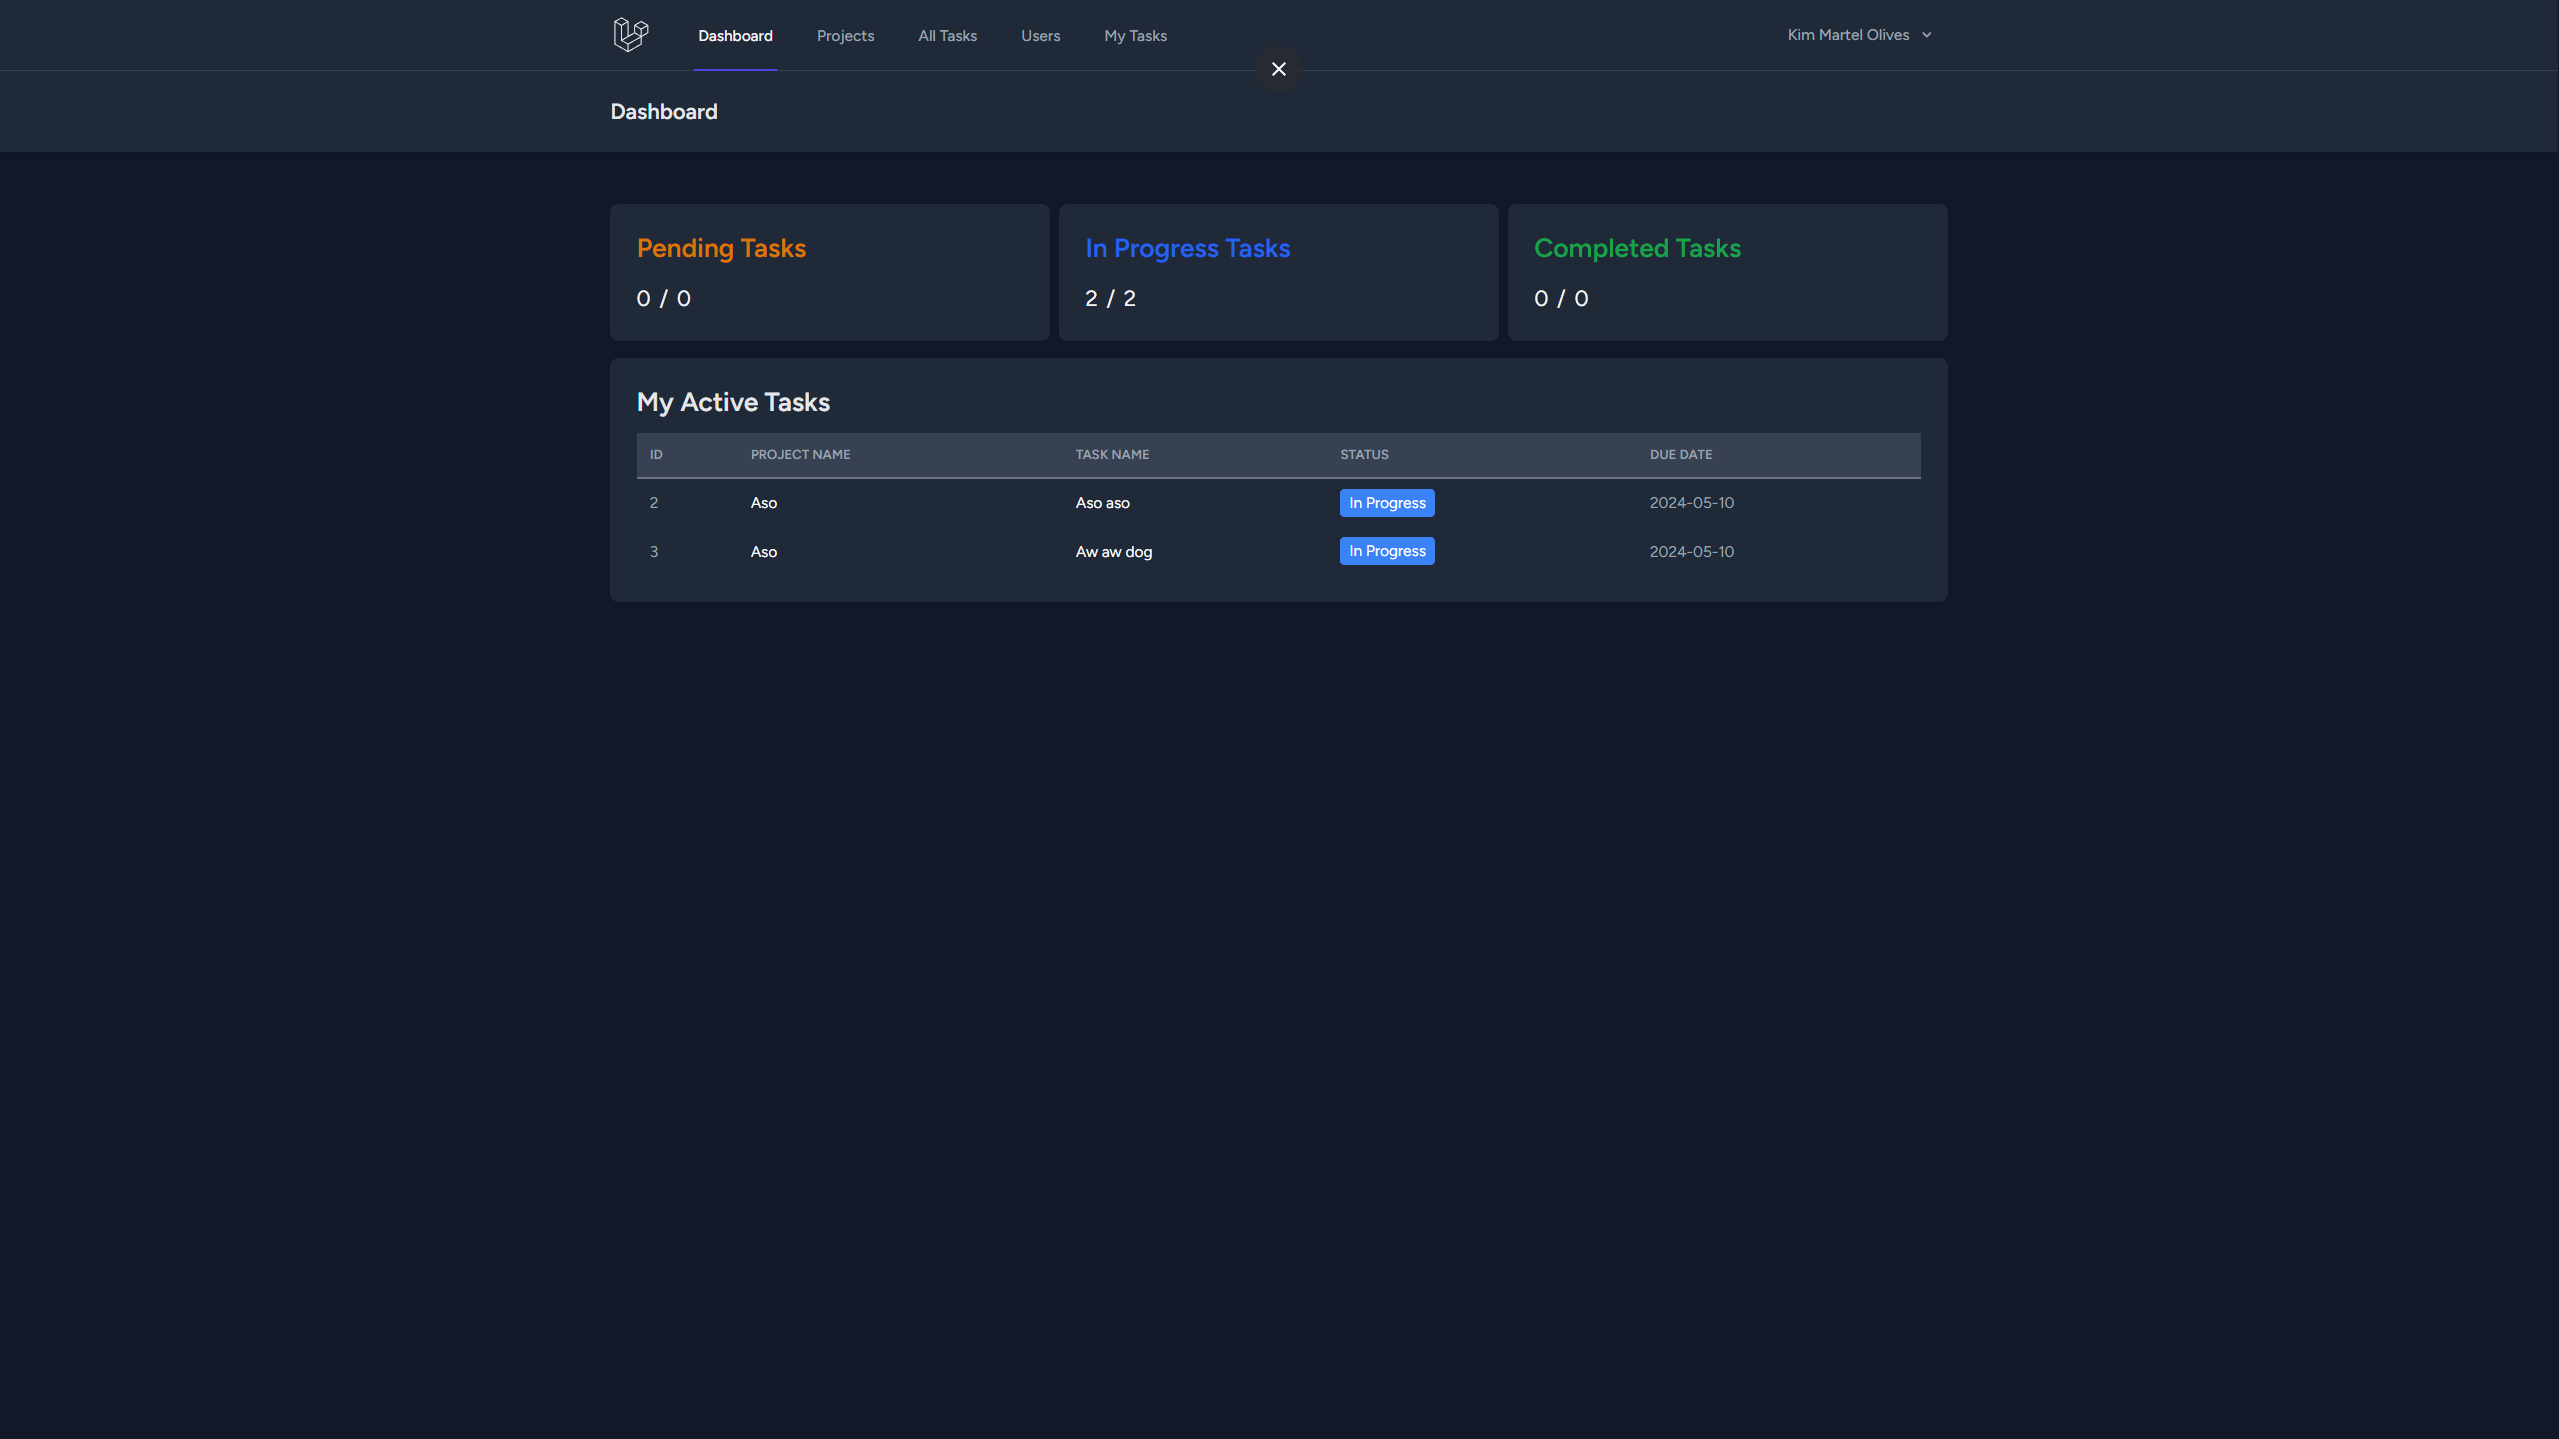 Dashboard Projects All Tasks Users My Tasks Kim Martel Olives
Dashboard
Pending Tasks In Progress Tasks Completed Tasks
0 / 0 2 / 2 0 / 0
My Active Tasks
ID PROJECT NAME TASK NAME STATUS DUE DATE
2 Aso Aso aso In Progress 2024-05-10
3 Aso Aw aw dog In Progress 2024-05-10